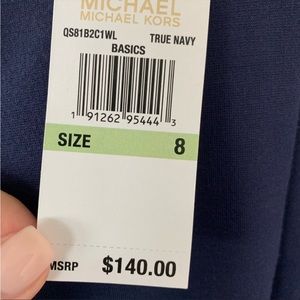 MICHAEL
MICHAEL KORS
QS81B2C1WL TRUE NAVY
BASICS
1 91262 95444 3
SIZE 8
MSRP $140.00